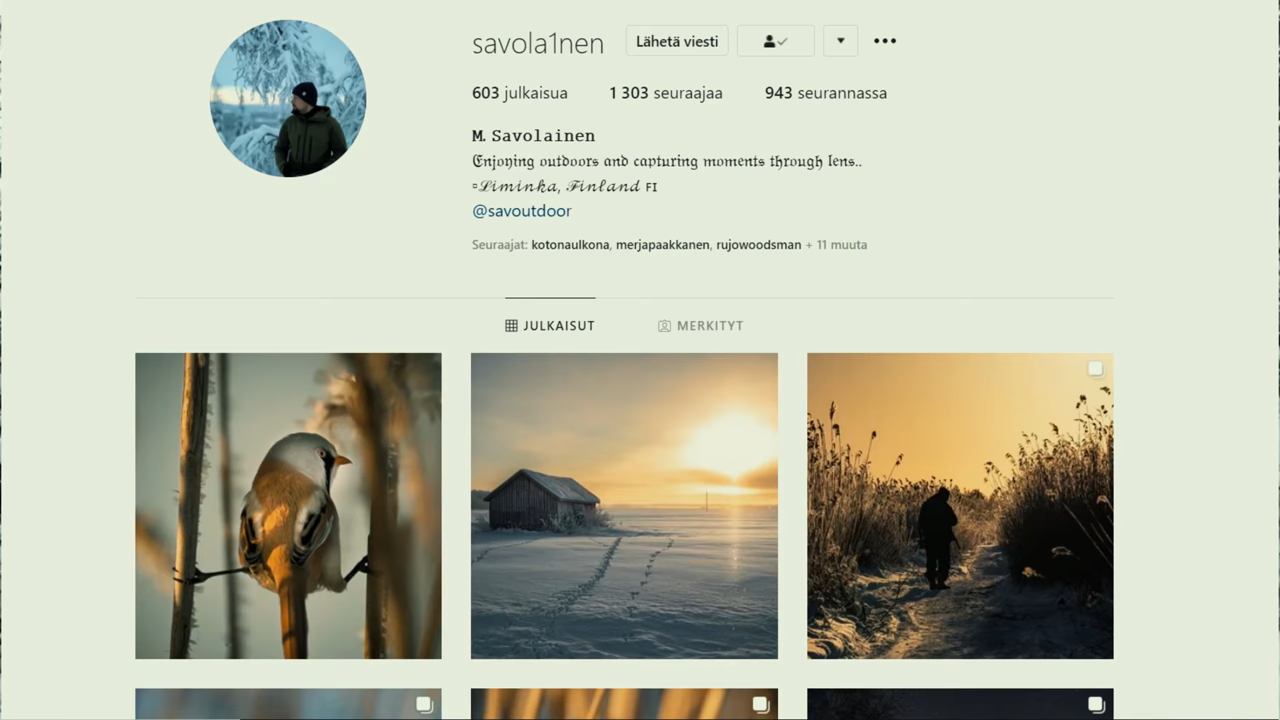 savola1nen Lähetä viesti
603 julkaisua 1 303 seuraajaa 943 seurannassa
M. Savolainen
Enjoying outdoors and capturing moments through lens..
▫Liminka, Finland FI
@savoutdoor
Seuraajat: kotonaulkona, merjapaakkanen, rujowoodsman + 11 muuta
JULKAISUT MERKITYT